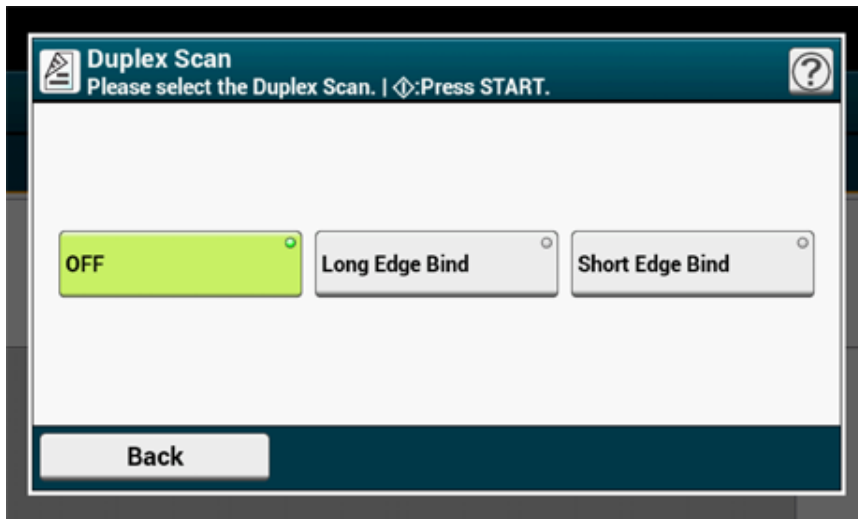 Duplex Scan
Please select the Duplex Scan. | :Press START.
?
OFF
Long Edge Bind
Short Edge Bind
Back